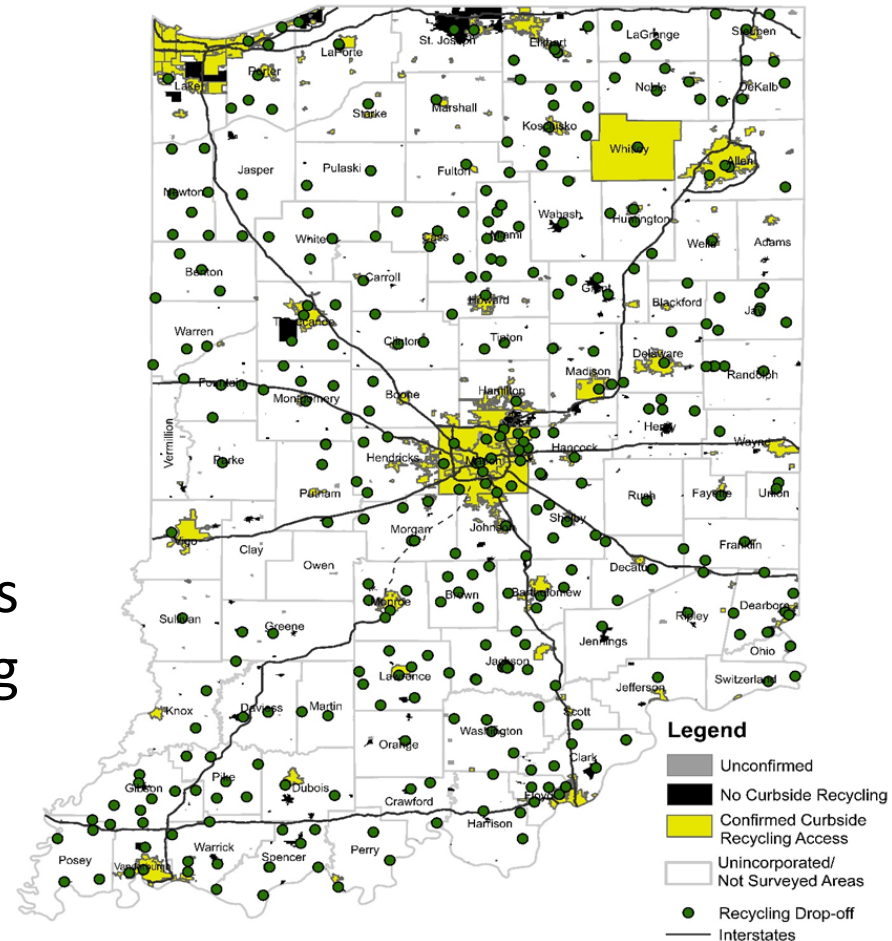 St. Joseph
Elkhart
LaGrange
Steuben
LaPorte
Lake
Porter
Noble
DeKalb
Starke
Marshall
Kosciusko
Whitley
Allen
Jasper
Pulaski
Fulton
Newton
Wabash
Huntington
White
Cass
Miami
Wells
Adams
Benton
Carroll
Grant
Howard
Blackford
Jay
Tippecanoe
Warren
Clinton
Tipton
Delaware
Madison
Randolph
Fountain
Montgomery
Boone
Hamilton
Henry
Vermillion
Wayne
Parke
Hendricks
Marion
Hancock
Putnam
Rush
Fayette
Union
Morgan
Johnson
Shelby
Vigo
Clay
Franklin
Owen
Decatur
s
Monroe
Brown
Bartholomew
Dearborn
Sullivan
Greene
Ripley
Jennings
Ohio
ng
Lawrence
Jackson
Switzerland
Jefferson
Knox
Daviess
Martin
Scott
Washington
Orange
Legend
Clark
Unconfirmed
Pike
Gibson
Dubois
No Curbside Recycling
Crawford
Floyd
Harrison
Confirmed Curbside
Recycling Access
Warrick
Perry
Posey
Spencer
Vanderburgh
Unincorporated/
Not Surveyed Areas
Recycling Drop-off
Interstates